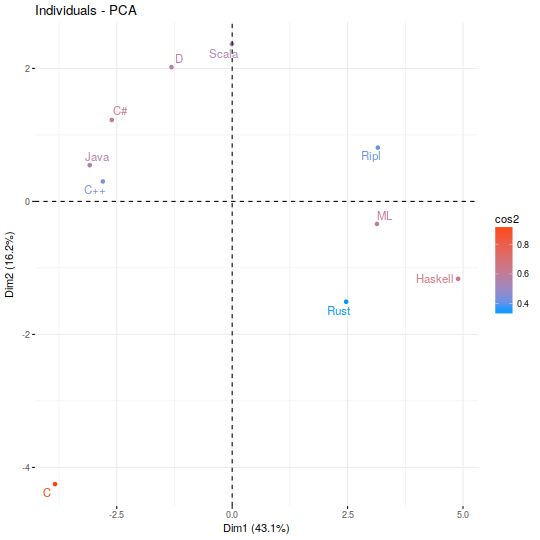 Individuals - PCA
D
Scala
C#
Java
C++
Ripl
ML
Haskell
Rust
C
2
0
-2
-4
-2.5
0.0
2.5
5.0
Dim1 (43.1%)
Dim2 (16.2%)
cos2
0.8
0.6
0.4